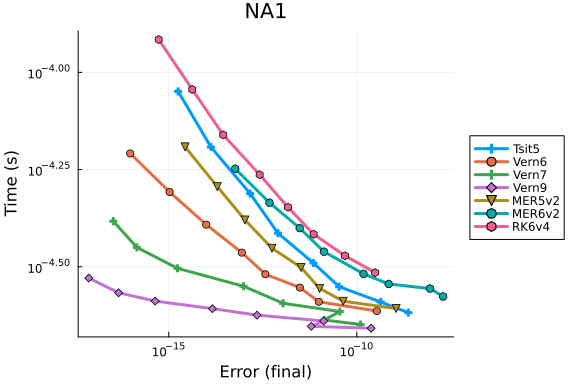 NA1
Time (s)
10^-4.00
10^-4.25
10^-4.50
10^-15
10^-10
Error (final)
Tsit5
Vern6
Vern7
Vern9
MER5v2
MER6v2
RK6v4